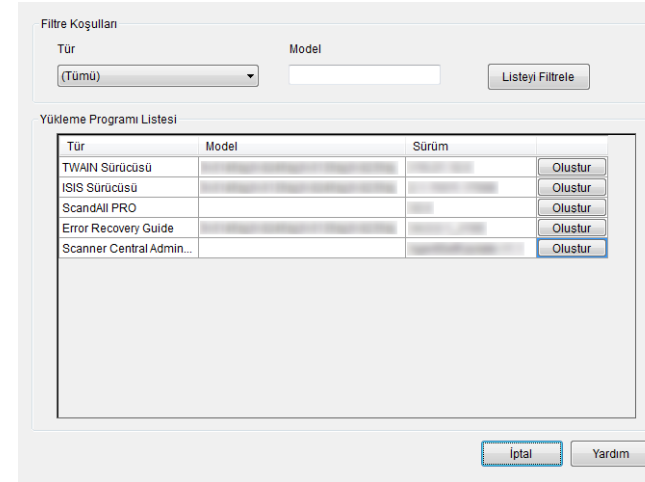 Filtre Koşulları
Tür Model
(Tümü) Listeyi Filtrele
Yükleme Programı Listesi
Tür Model Sürüm
TWAIN Sürücüsü Oluştur
ISIS Sürücüsü Oluştur
ScandAll PRO Oluştur
Error Recovery Guide Oluştur
Scanner Central Admin... Oluştur
İptal Yardım